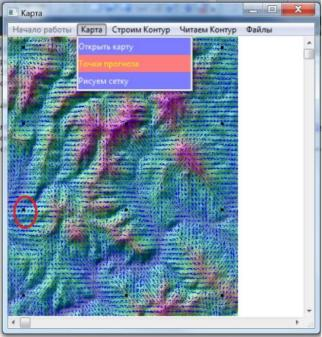 Карта
Начало работы Карта Строим Контур Читаем Контур Файлы
Открыть карту
Точки прогноза
Рисуем сетку